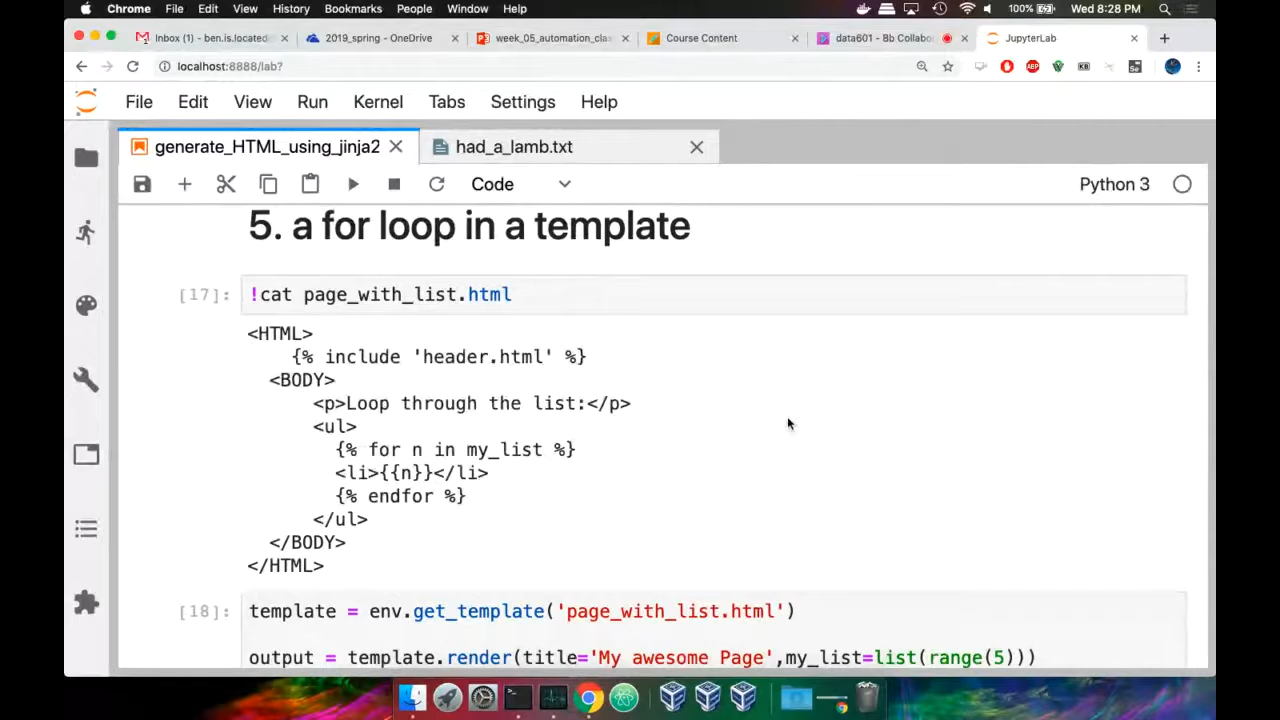 Chrome File Edit View History Bookmarks People Window Help 100% Wed 8:28 PM
Inbox (1) - ben.is.located 2019_spring - OneDrive week_05_automation_clas Course Content data601 - Bb Collabo JupyterLab
localhost:8888/lab?
File Edit View Run Kernel Tabs Settings Help
generate_HTML_using_jinja2 had_a_lamb.txt
Code Python 3
5. a for loop in a template
[17]: !cat page_with_list.html
<HTML>
{% include 'header.html' %}
<BODY>
<p>Loop through the list:</p>
<ul>
{% for n in my_list %}
<li>{{n}}</li>
{% endfor %}
</ul>
</BODY>
</HTML>
[18]: template = env.get_template('page_with_list.html')
output = template.render(title='My awesome Page',my_list=list(range(5)))